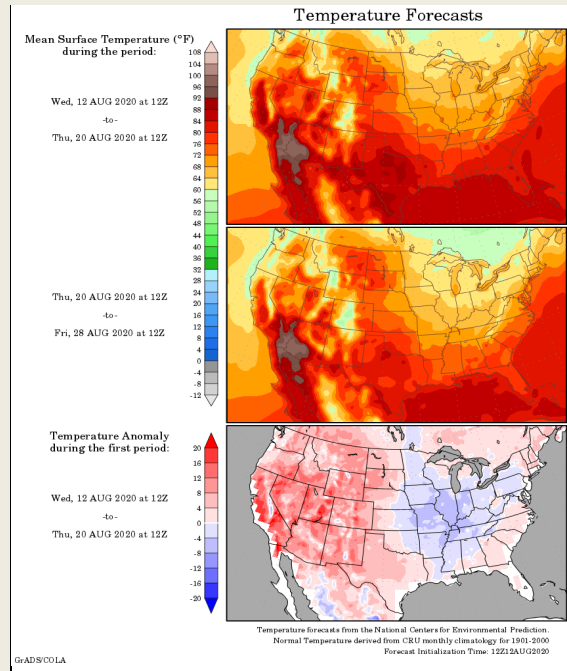 Temperature Forecasts
Mean Surface Temperature (°F)
during the period:
Wed, 12 AUG 2020 at 12Z
-to-
Thu, 20 AUG 2020 at 12Z
108
104
100
96
92
88
84
80
76
72
68
64
60
56
52
48
44
40
36
32
28
24
20
16
12
8
4
0
-4
-8
-12
Thu, 20 AUG 2020 at 12Z
-to-
Fri, 28 AUG 2020 at 12Z
Temperature Anomaly
during the first period:
Wed, 12 AUG 2020 at 12Z
-to-
Thu, 20 AUG 2020 at 12Z
20
16
12
8
4
0
-4
-8
-12
-16
-20
Temperature forecasts from the National Centers for Environmental Prediction.
Normal Temperature derived from CRU monthly climatology for 1901-2000
Forecast Initialization Time: 12Z12AUG2020
GrADS/COLA